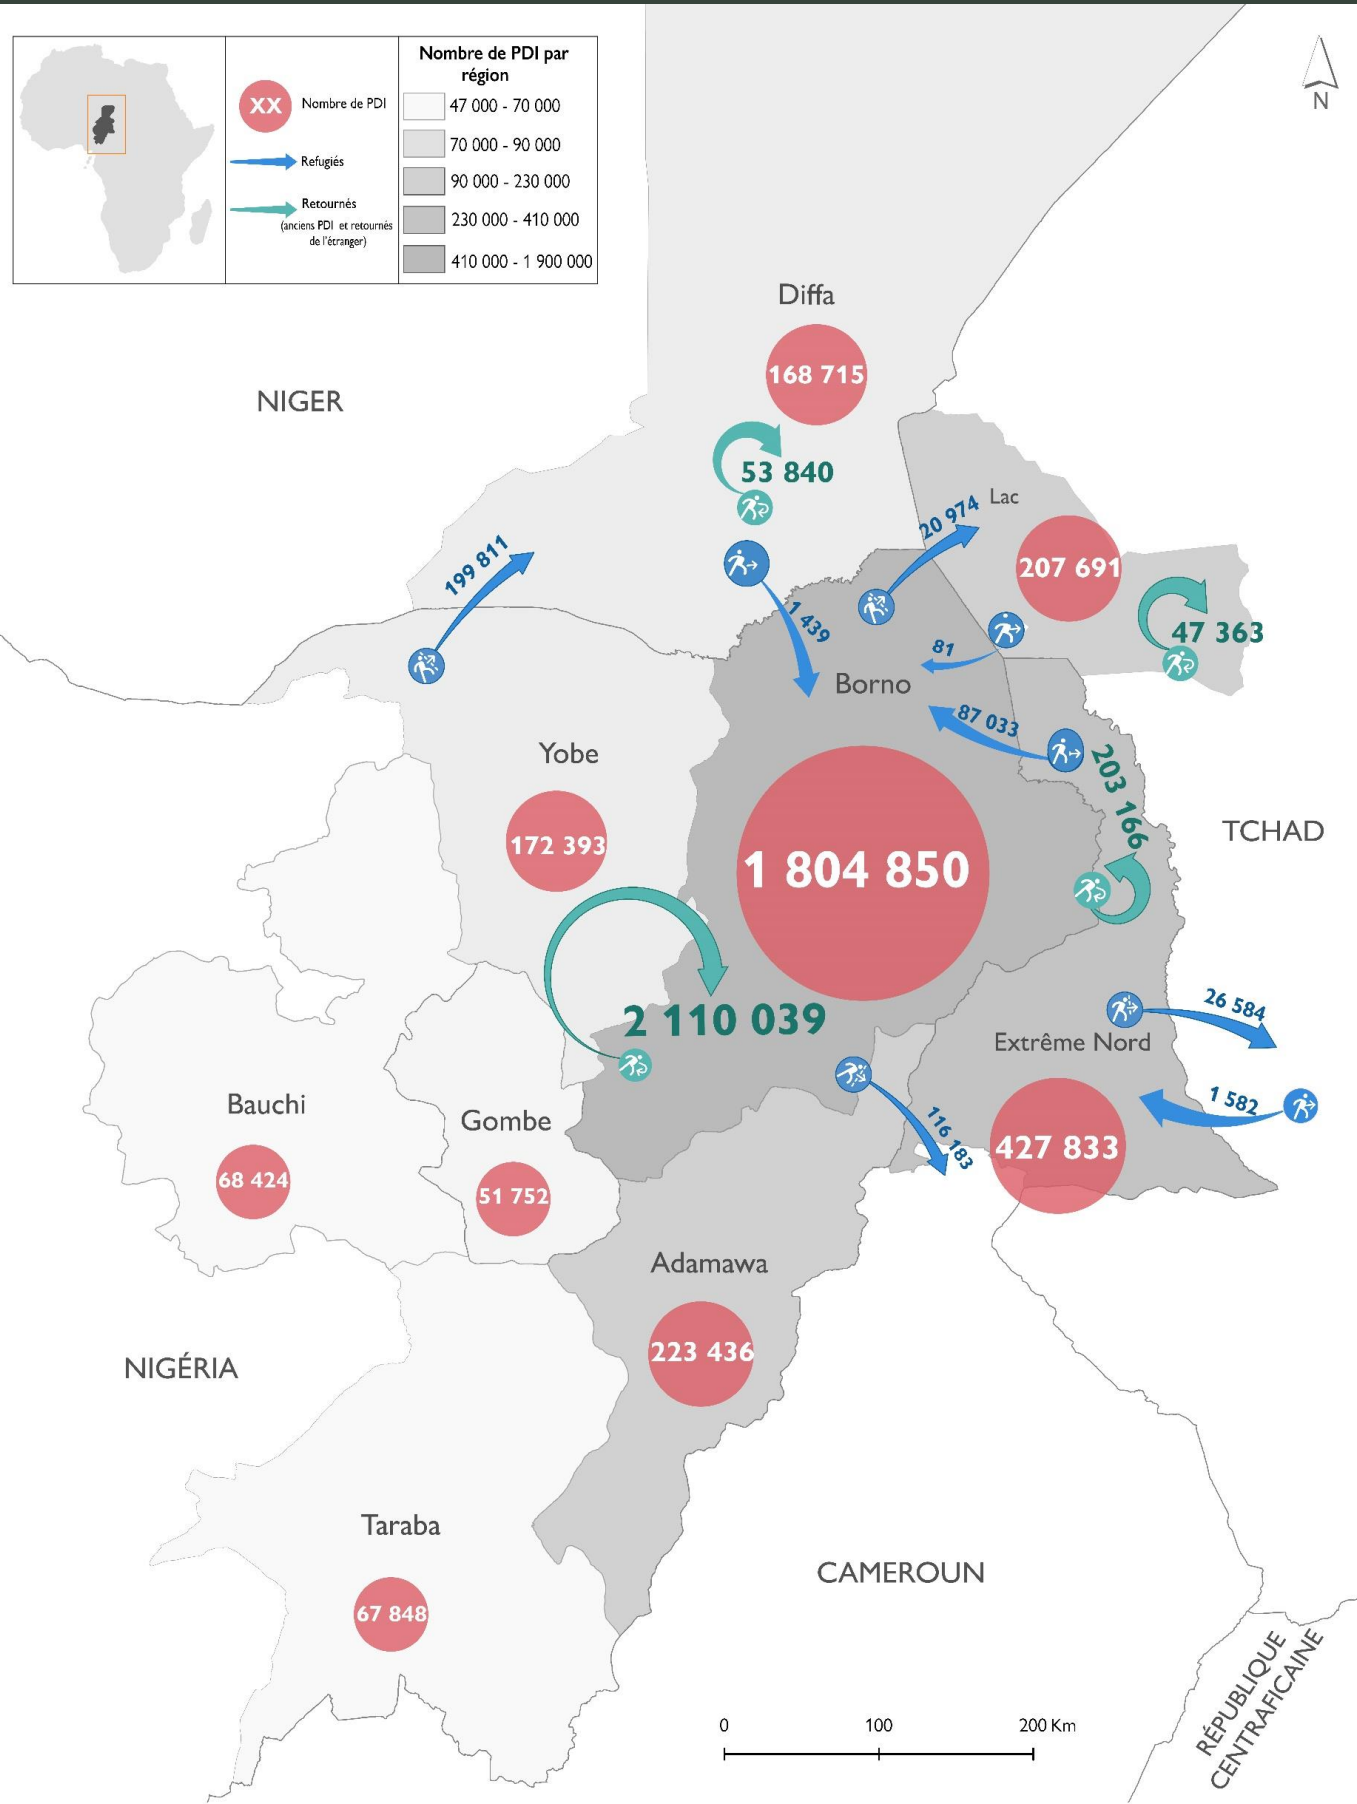 Nombre de PDI par
région
XX
Nombre de PDI
Refugiés
Retournés
(anciens PDI et retournés
de l'étranger)
47 000 - 70 000
70 000 - 90 000
90 000 - 230 000
230 000 - 410 000
410 000 - 1 900 000
N
Diffa
168 715
NIGER
53 840
Lac
20 974
207 691
199 811
1 439
47 363
81
Borno
87 033
Yobe
203 166
TCHAD
172 393
1 804 850
2 110 039
26 584
Extrême Nord
Bauchi
Gombe
1 582
116 183
427 833
68 424
51 752
Adamawa
223 436
NIGÉRIA
Taraba
CAMEROUN
67 848
RÉPUBLIQUE
CENTRAFICAINE
0
100
200 Km